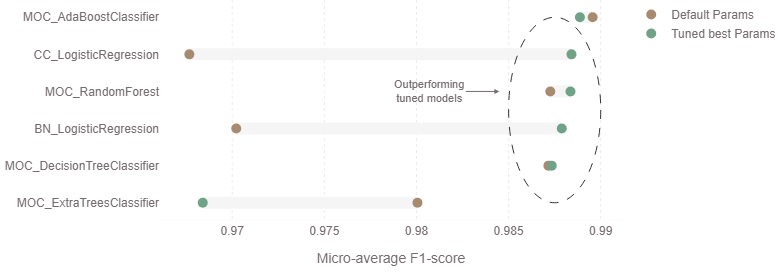 MOC_AdaBoostClassifier
CC_LogisticRegression
MOC_RandomForest
BN_LogisticRegression
MOC_DecisionTreeClassifier
MOC_ExtraTreesClassifier
Outperforming
tuned models
Default Params
Tuned best Params
0.97 0.975 0.98 0.985 0.99
Micro-average F1-score